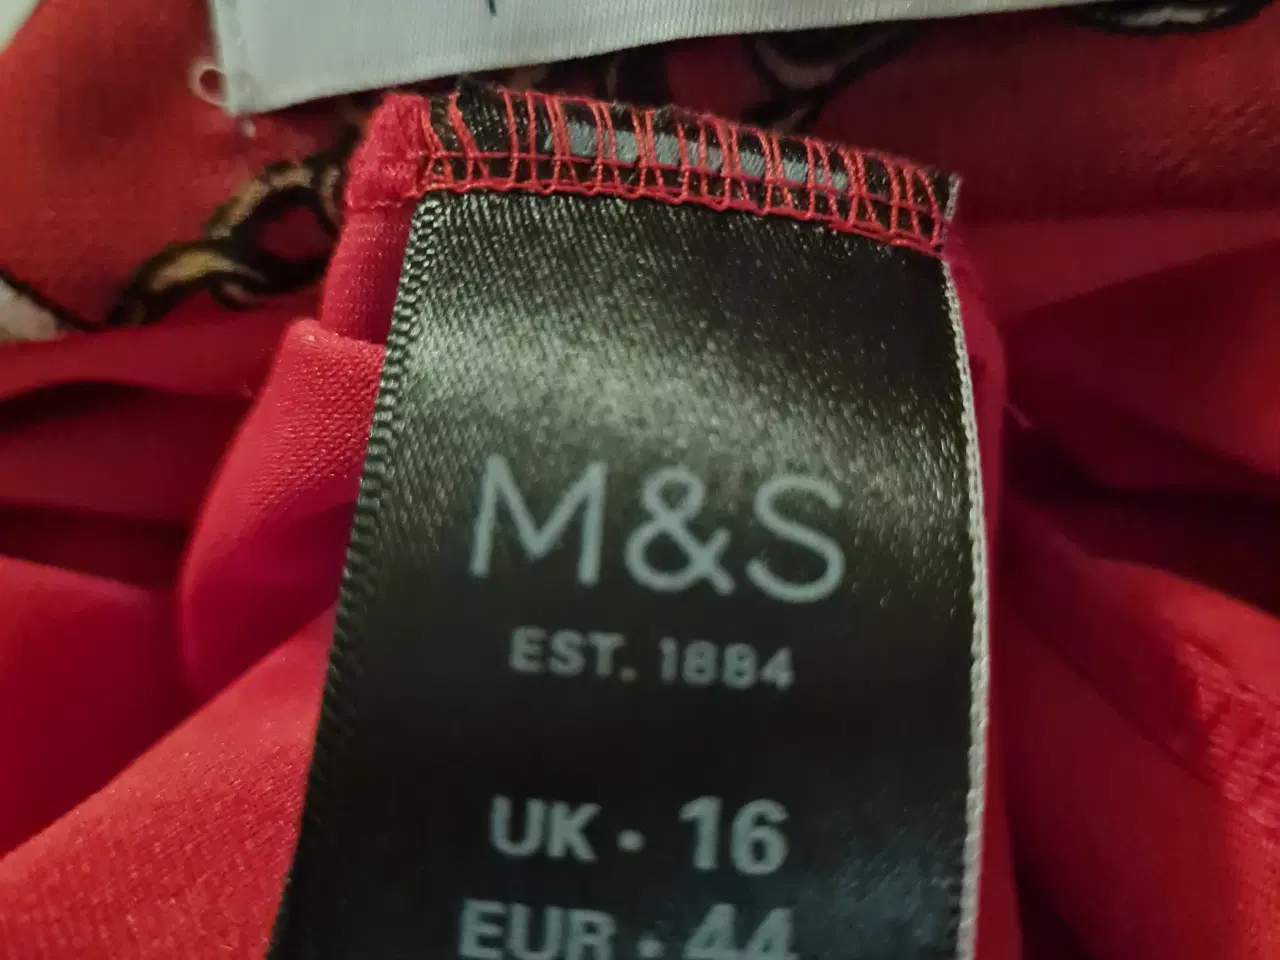 M&S
EST. 1884
UK · 16
EUR · 44